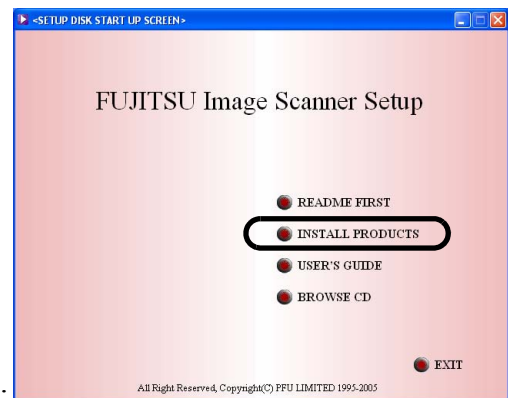 <SETUP DISK START UP SCREEN>
FUJITSU Image Scanner Setup
README FIRST
INSTALL PRODUCTS
USER'S GUIDE
BROWSE CD
EXIT
All Right Reserved, Copyright(C) PFU LIMITED 1995-2005